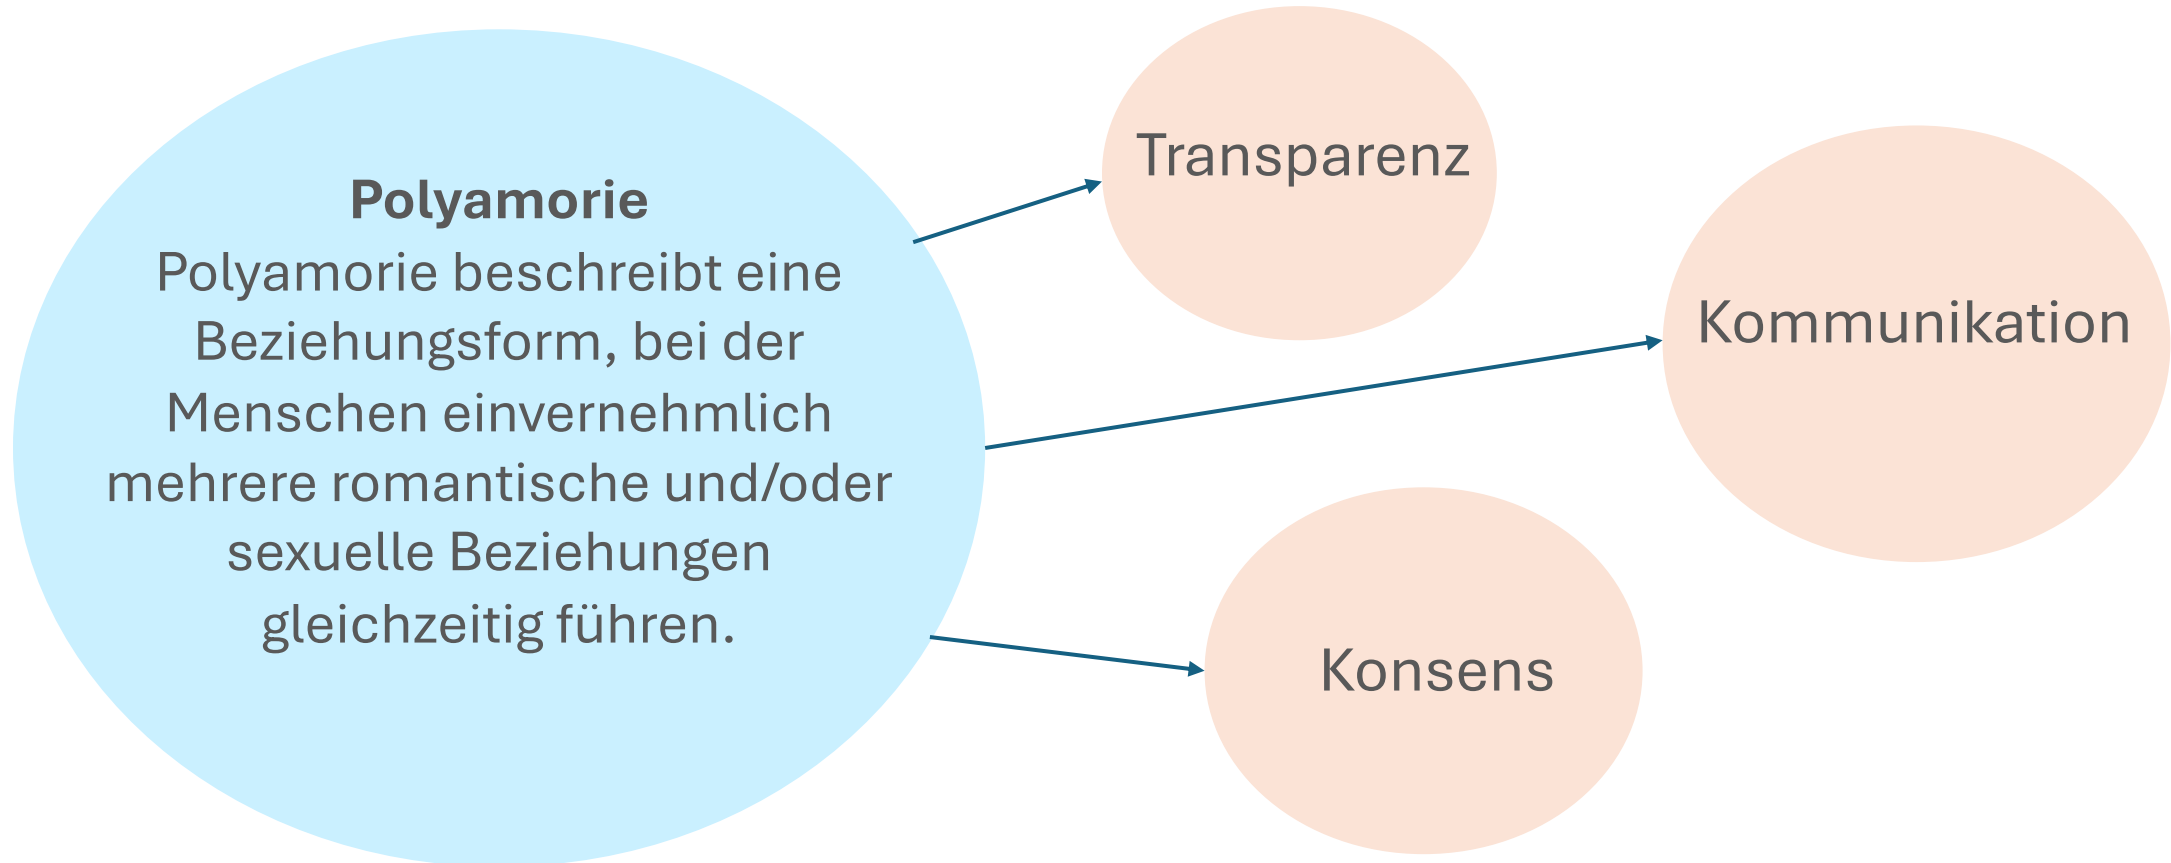 Polyamorie
Polyamorie beschreibt eine
Beziehungsform, bei der
Menschen einvernehmlich
mehrere romantische und/oder
sexuelle Beziehungen
gleichzeitig führen.
Transparenz
Kommunikation
Konsens